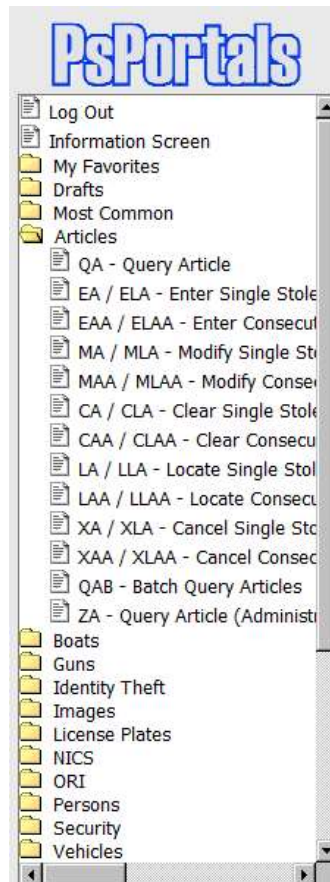 PsPortals
Log Out
Information Screen
My Favorites
Drafts
Most Common
Articles
QA - Query Article
EA / ELA - Enter Single Stole
EAA / ELAA - Enter Consecut
MA / MLA - Modify Single Sto
MAA / MLAA - Modify Consec
CA / CLA - Clear Single Stole
CAA / CLAA - Clear Consecu
LA / LLA - Locate Single Stol
LAA / LLAA - Locate Consecu
XA / XLA - Cancel Single Sto
XAA / XLAA - Cancel Consec
QAB - Batch Query Articles
ZA - Query Article (Administ
Boats
Guns
Identity Theft
Images
License Plates
NICS
ORI
Persons
Security
Vehicles